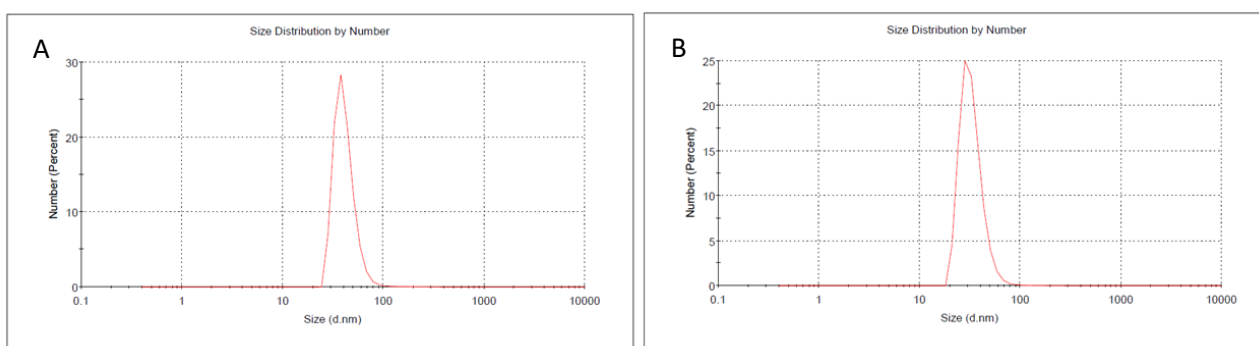 A
Size Distribution by Number
30
20
10
0
Number (Percent)
0.1 1 10 100 1000 10000
Size (d.nm)
B
Size Distribution by Number
25
20
15
10
5
0
Number (Percent)
0.1 1 10 100 1000 10000
Size (d.nm)